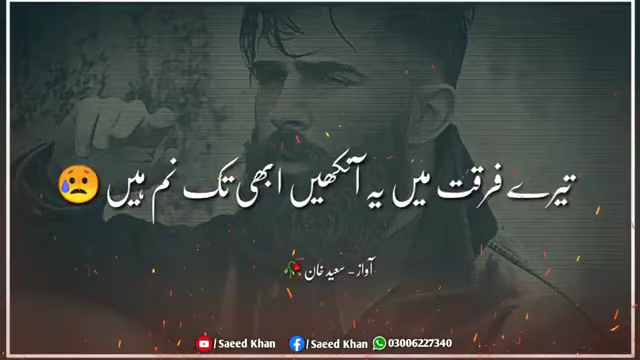 تیرے فرقت میں یہ آنکھیں ابھی تک نم ہیں 😥
آواز - سعید خان 🥀
/Saeed Khan /Saeed Khan 03006227340